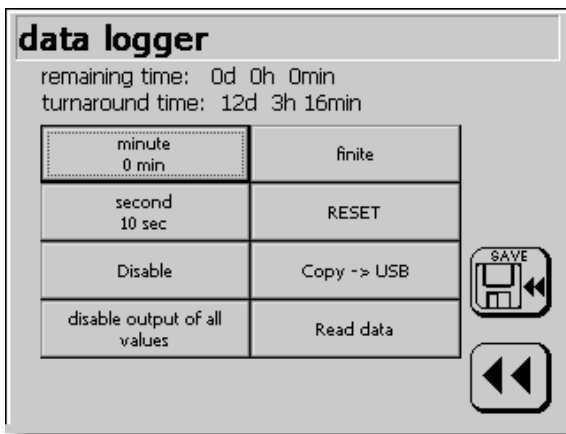 data logger
remaining time: 0d 0h 0min
turnaround time: 12d 3h 16min
minute
0 min
finite
second
10 sec
RESET
Disable
Copy -> USB
disable output of all
values
Read data
SAVE